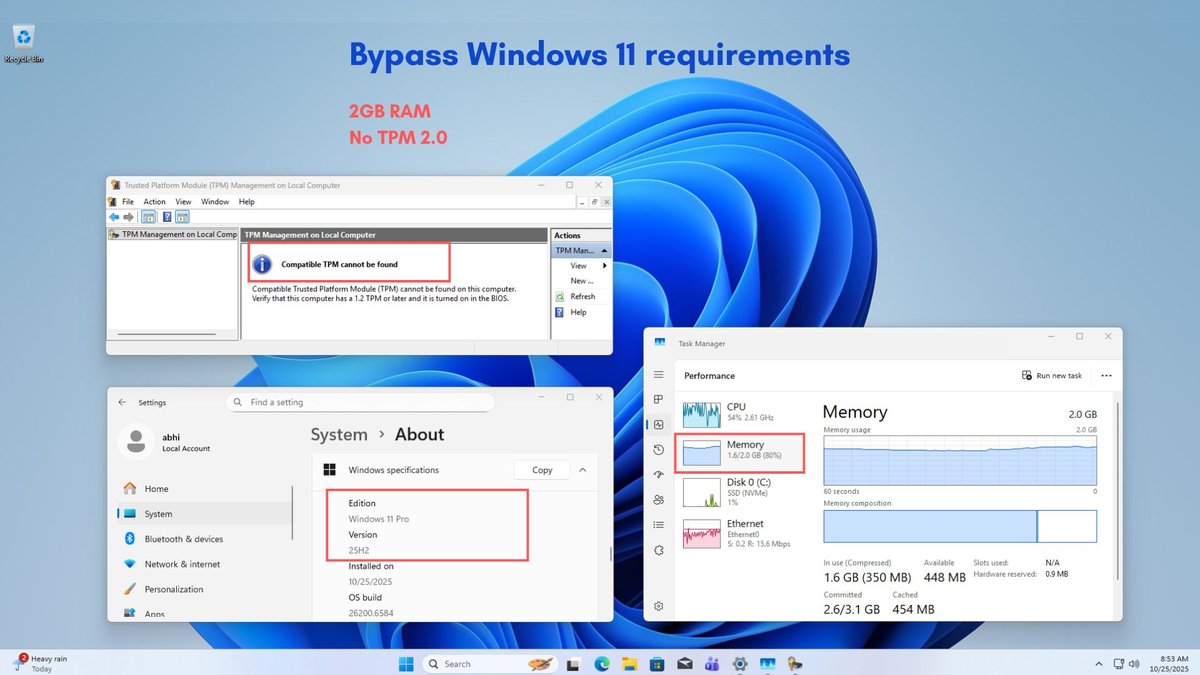 Recycle Bin
Bypass Windows 11 requirements
2GB RAM
No TPM 2.0
Trusted Platform Module (TPM) Management on Local Computer
File Action View Window Help
TPM Management on Local Comp
TPM Management on Local Computer
Compatible TPM cannot be found
Compatible Trusted Platform Module (TPM) cannot be found on this computer.
Verify that this computer has a 1.2 TPM or later and it is turned on in the BIOS.
Actions
TPM Man...
View
New ...
Refresh
Help
Settings
Find a setting
abhi
Local Account
Home
System
Bluetooth & devices
Network & internet
Personalization
Apps
System > About
Windows specifications
Copy
Edition
Windows 11 Pro
Version
25H2
Installed on
10/25/2025
OS build
26200.6584
Task Manager
Performance
Run new task
CPU
54% 2.61 GHz
Memory
1.6/2.0 GB (80%)
Disk 0 (C:)
SSD (NVMe)
1%
Ethernet
Ethernet0
S: 0.2 R: 15.6 Mbps
Memory
2.0 GB
Memory usage
2.0 GB
60 seconds
0
Memory composition
In use (Compressed)
1.6 GB (350 MB)
Available
448 MB
Slots used:
N/A
Hardware reserved:
0.9 MB
Committed
2.6/3.1 GB
Cached
454 MB
2
Heavy rain
Today
Search
8:53 AM
10/25/2025